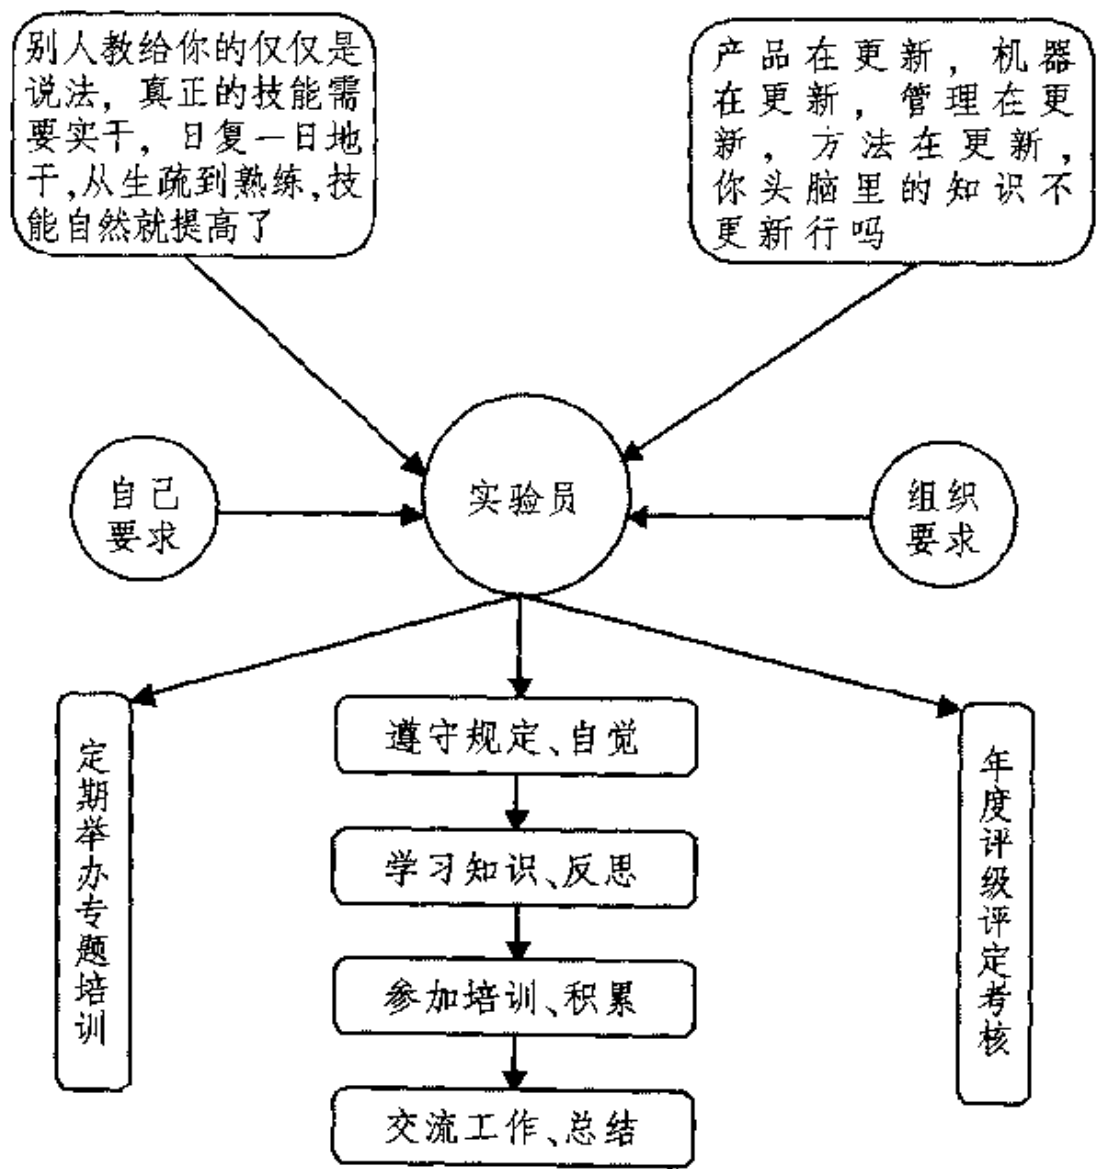 别人教给你的仅仅是
说法，真正的技能需
要实干，日复一日地
干，从生疏到熟练，技
能自然就提高了
产品在更新，机器
在更新，管理在更
新，方法在更新，
你头脑里的知识不
更新行吗
自己
要求
实验员
组织
要求
定期举办专题培训
遵守规定、自觉
学习知识、反思
参加培训、积累
交流工作、总结
年度评级评定考核